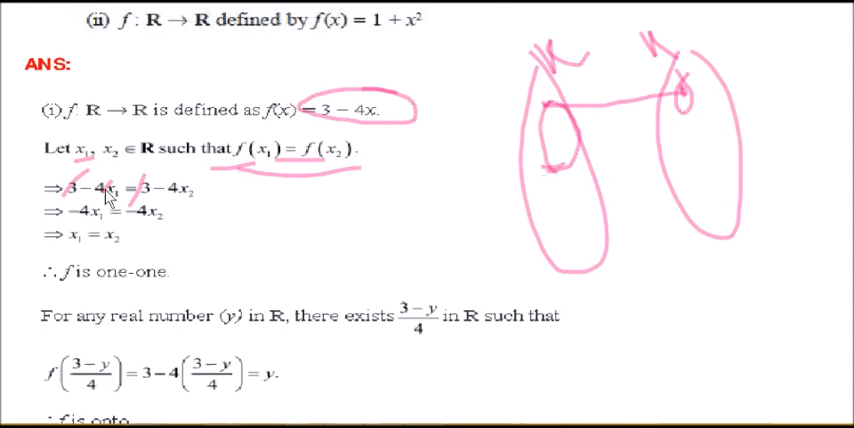 (ii) f : R → R defined by f(x) = 1 + x²
ANS:
(i) f: R → R is defined as f(x) = 3 − 4x.
Let x₁, x₂ ∈ R such that f(x₁) = f(x₂).
⇒ 3 − 4x₁ = 3 − 4x₂
⇒ −4x₁ = −4x₂
⇒ x₁ = x₂
∴ f is one-one.
For any real number (y) in R, there exists (3 − y)/4 in R such that
f((3 − y)/4) = 3 − 4((3 − y)/4) = y.
∴ f is onto